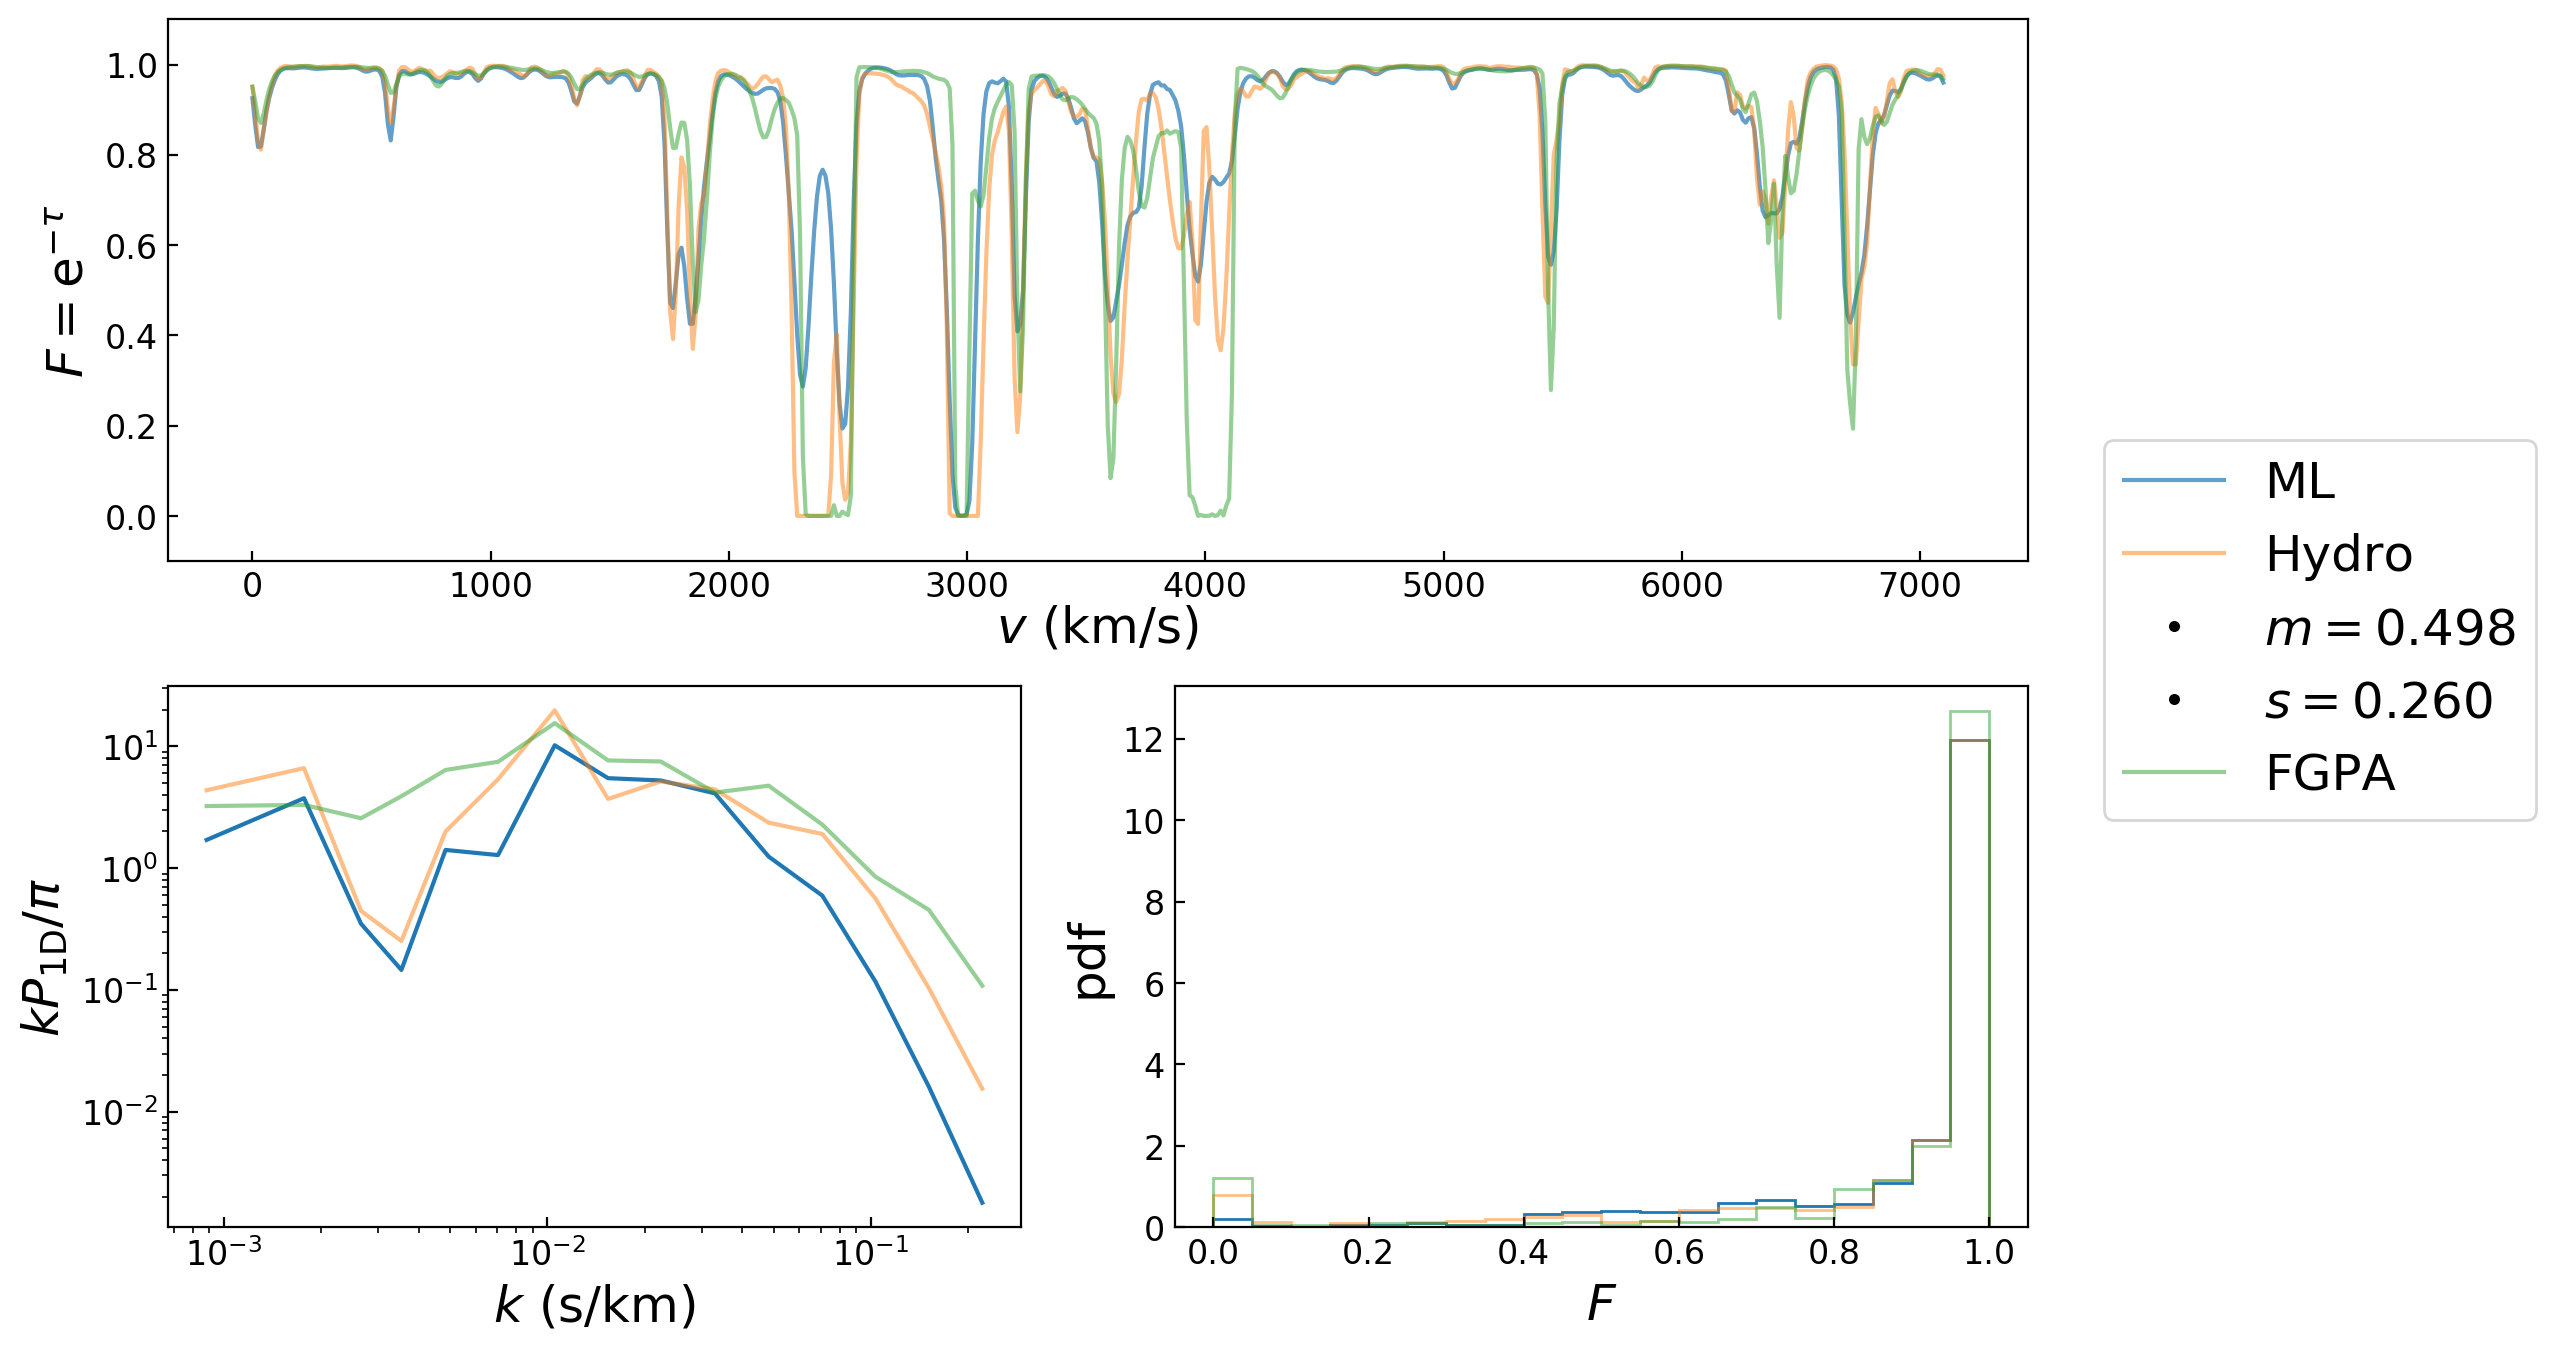 1.0
0.8
0.6
0.4
0.2
0.0
F = e^{-τ}
0 1000 2000 3000 4000 5000 6000 7000
v (km/s)
ML
Hydro
m = 0.498
s = 0.260
FGPA
10^1
10^0
10^{-1}
10^{-2}
kP_{1D}/π
10^{-3} 10^{-2} 10^{-1}
k (s/km)
12
10
8
6
4
2
0
pdf
0.0 0.2 0.4 0.6 0.8 1.0
F